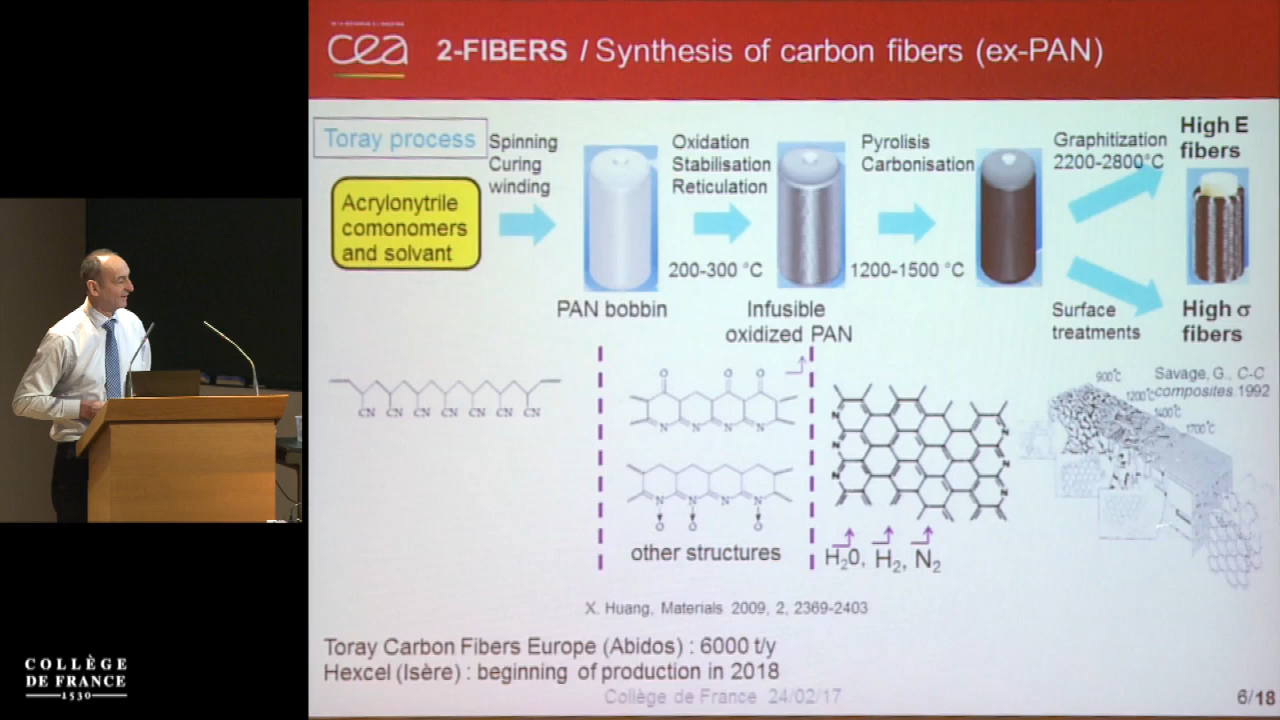 cea
2-FIBERS / Synthesis of carbon fibers (ex-PAN)
Toray process
Spinning
Curing
winding
Oxidation
Stabilisation
Reticulation
Pyrolisis
Carbonisation
Graphitization
2200-2800°C
High E
fibers
Acrylonytrile
comonomers
and solvant
200-300 °C
1200-1500 °C
PAN bobbin
Infusible
oxidized PAN
Surface
treatments
High σ
fibers
CN CN CN CN CN CN CN
O O O
N N N N
N N N N
O O O
other structures
N
N
N
N
N
N
H20, H2, N2
900°C
1200°C
1400°C
1700°C
Savage, G., C-C
composites 1992
X. Huang, Materials 2009, 2, 2369-2403
Toray Carbon Fibers Europe (Abidos) : 6000 t/y
Hexcel (Isère) : beginning of production in 2018
Collège de France 24/02/17
6/18
COLLÈGE
DE FRANCE
1530